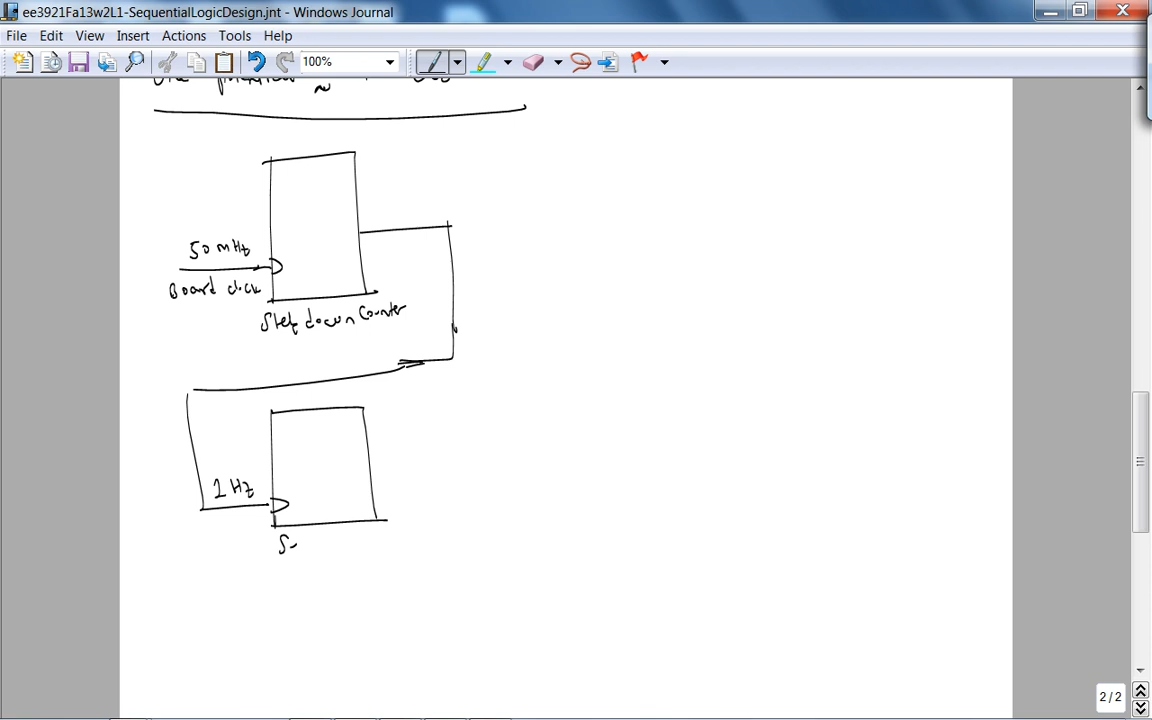 ee3921Fa13w2L1-SequentialLogicDesign.jnt - Windows Journal
File Edit View Insert Actions Tools Help
100%
50 MHz
Board clock
Step down Counter
1 Hz
S
2 / 2